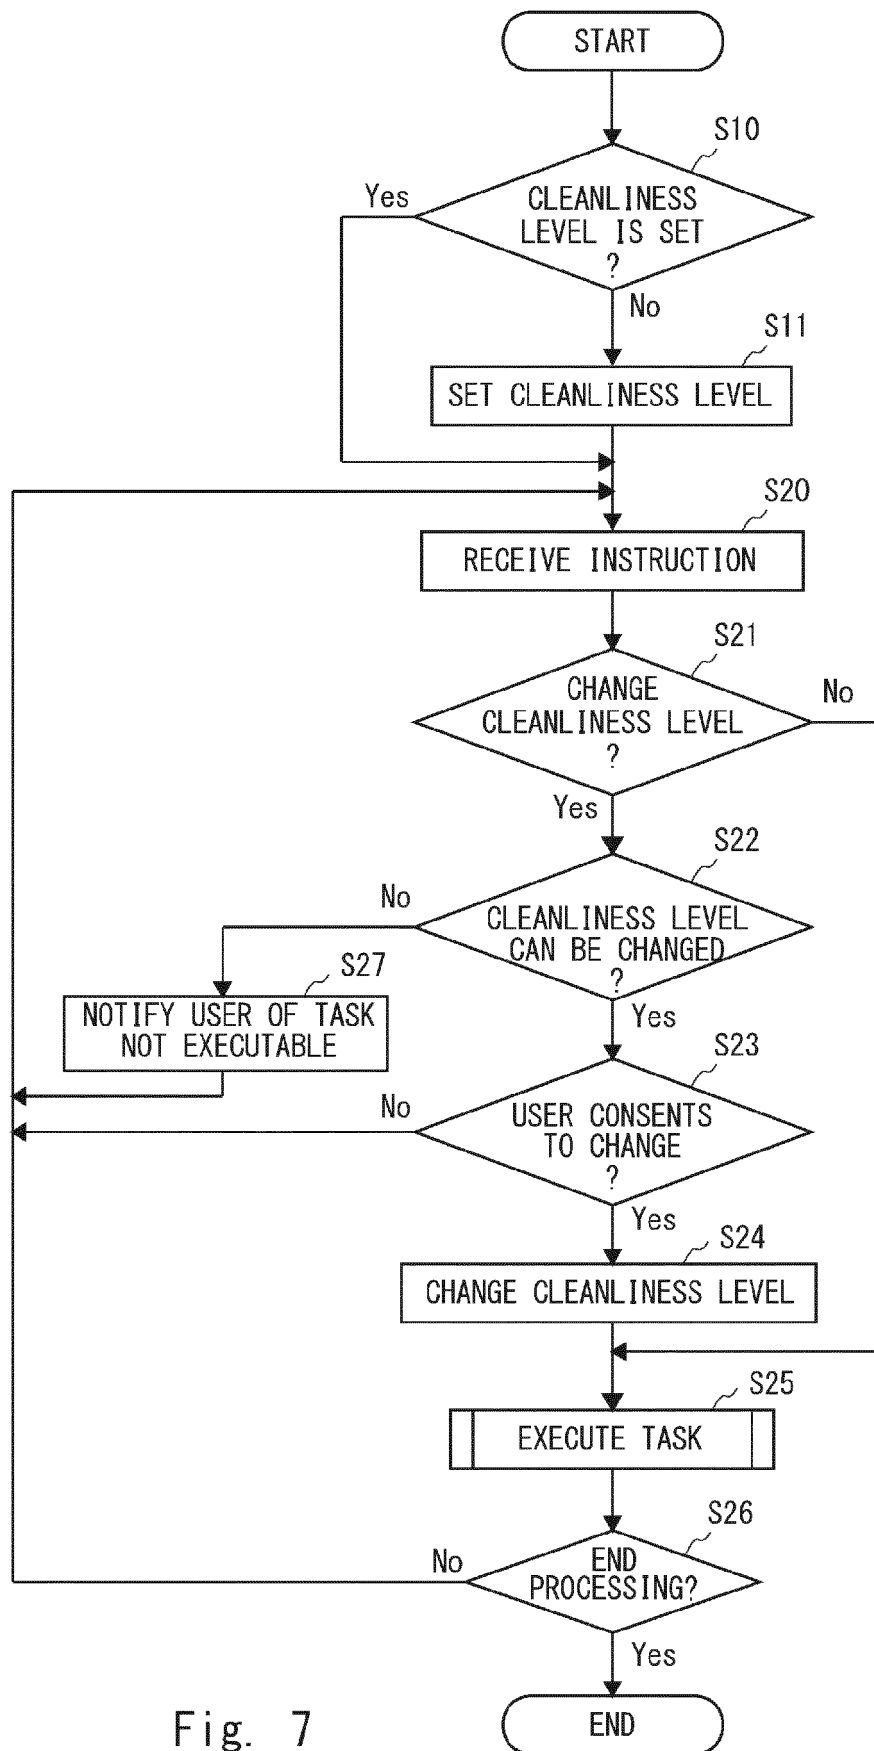 START
S10
Yes
CLEANLINESS
LEVEL IS SET
?
No
S11
SET CLEANLINESS LEVEL
S20
RECEIVE INSTRUCTION
S21
CHANGE
CLEANLINESS LEVEL
?
No
Yes
S22
No
CLEANLINESS LEVEL
CAN BE CHANGED
?
S27
NOTIFY USER OF TASK
NOT EXECUTABLE
Yes
S23
No
USER CONSENTS
TO CHANGE
?
Yes
S24
CHANGE CLEANLINESS LEVEL
S25
EXECUTE TASK
S26
No
END
PROCESSING?
Yes
END
Fig. 7